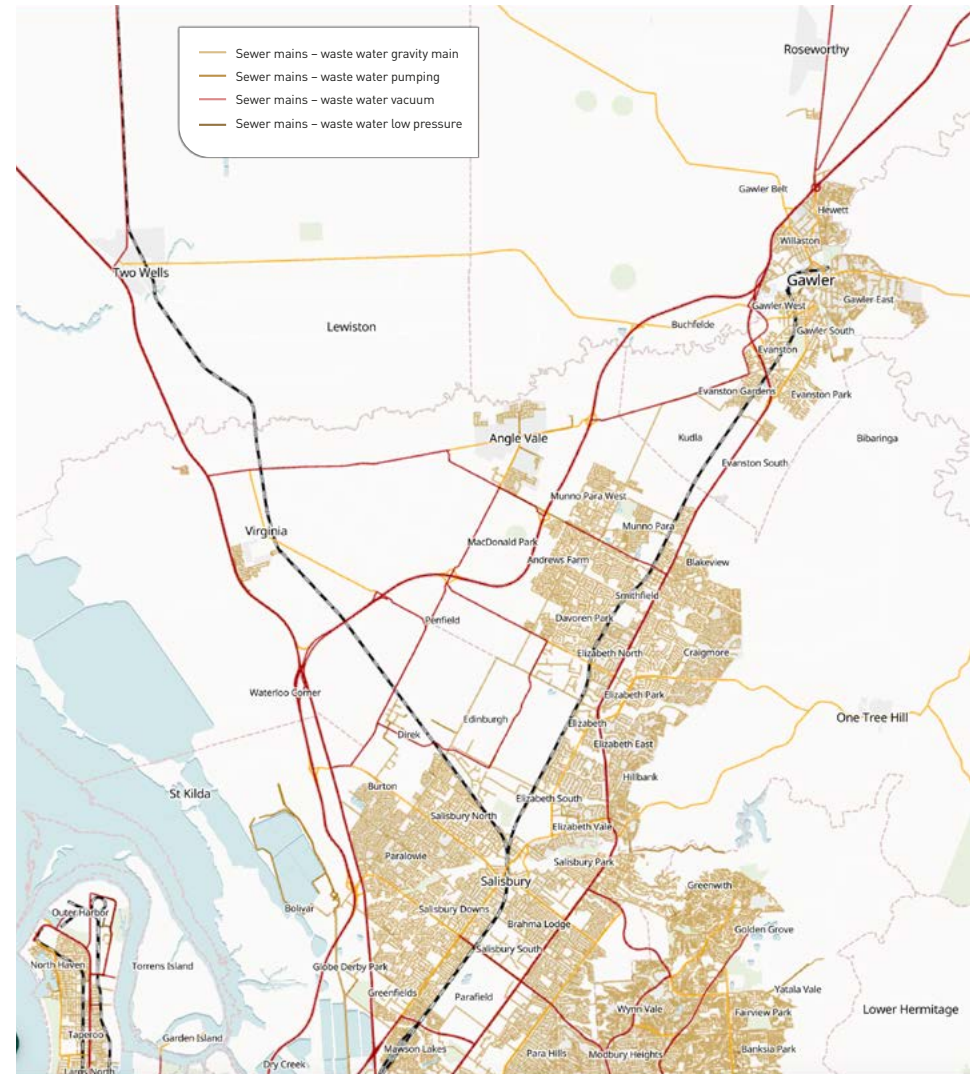 Sewer mains – waste water gravity main
Sewer mains – waste water pumping
Sewer mains – waste water vacuum
Sewer mains – waste water low pressure
Roseworthy
Gawler Belt
Hewett
Willaston
Two Wells
Gawler
Gawler East
Gawler West
Lewiston
Buchfelde
Gawler South
Evanston
Evanston Gardens
Evanston Park
Angle Vale
Kudla
Bibaringa
Evanston South
Munno Para West
Munno Para
Virginia
MacDonald Park
Andrews Farm
Blakeview
Smithfield
Davoren Park
Penfield
Elizabeth North
Craigmore
Waterloo Corner
Elizabeth Park
Edinburgh
Elizabeth
One Tree Hill
Direk
Elizabeth East
Hillbank
Burton
St Kilda
Elizabeth South
Salisbury North
Elizabeth Vale
Paralowie
Salisbury Park
Salisbury
Greenwith
Outer Harbor
Bolivar
Salisbury Downs
Brahma Lodge
Golden Grove
Salisbury South
North Haven
Torrens Island
Globe Derby Park
Greenfields
Parafield
Yatala Vale
Wynn Vale
Fairview Park
Lower Hermitage
Taperoo
Garden Island
Mawson Lakes
Para Hills
Modbury Heights
Banksia Park
Dry Creek
Largs North